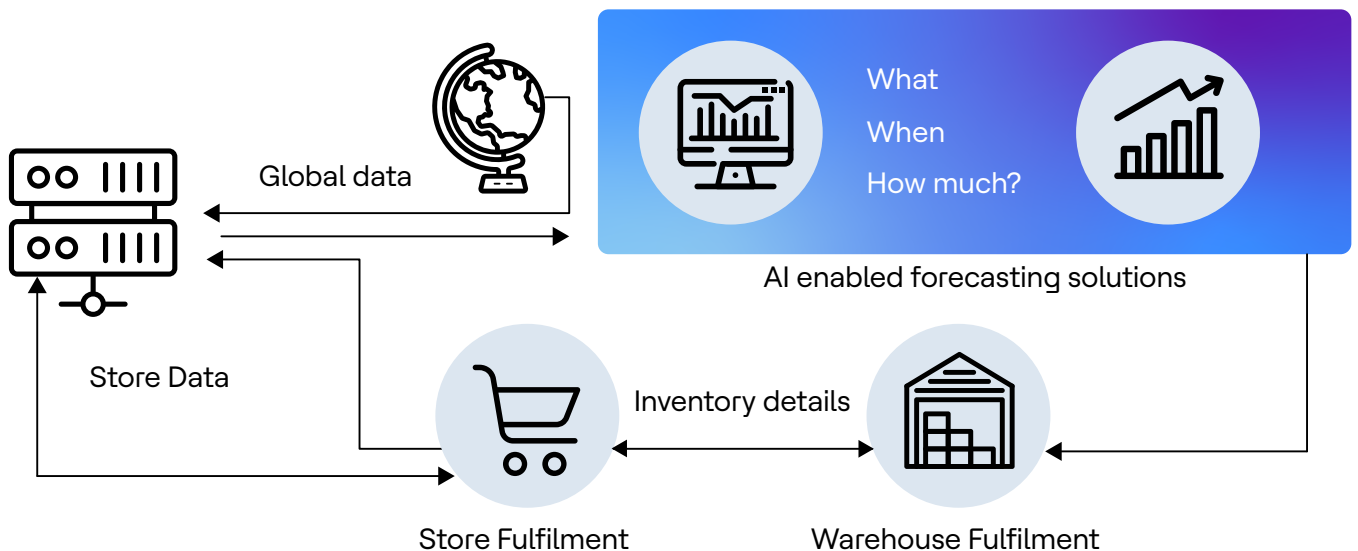 Global data
What
When
How much?
AI enabled forecasting solutions
Store Data
Inventory details
Store Fulfilment
Warehouse Fulfilment